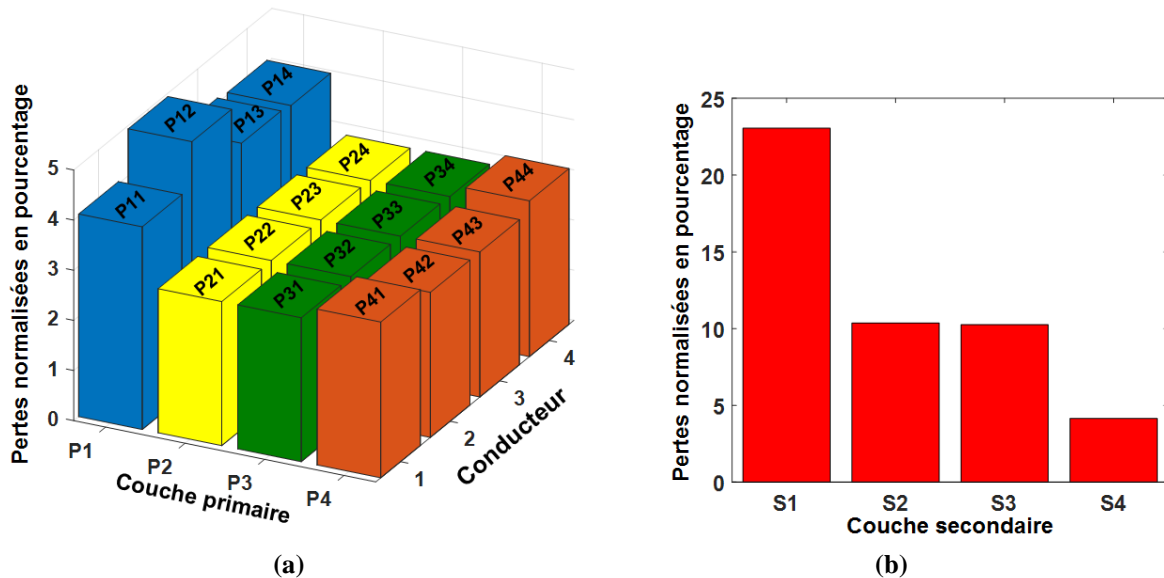 Pertes normalisées en pourcentage
5
4
3
2
1
0
P11
P12
P13
P14
P21
P22
P23
P24
P31
P32
P33
P34
P41
P42
P43
P44
P1
P2
P3
P4
Couche primaire
1
2
3
4
Conducteur
(a)
Pertes normalisées en pourcentage
25
20
15
10
5
0
S1
S2
S3
S4
Couche secondaire
(b)